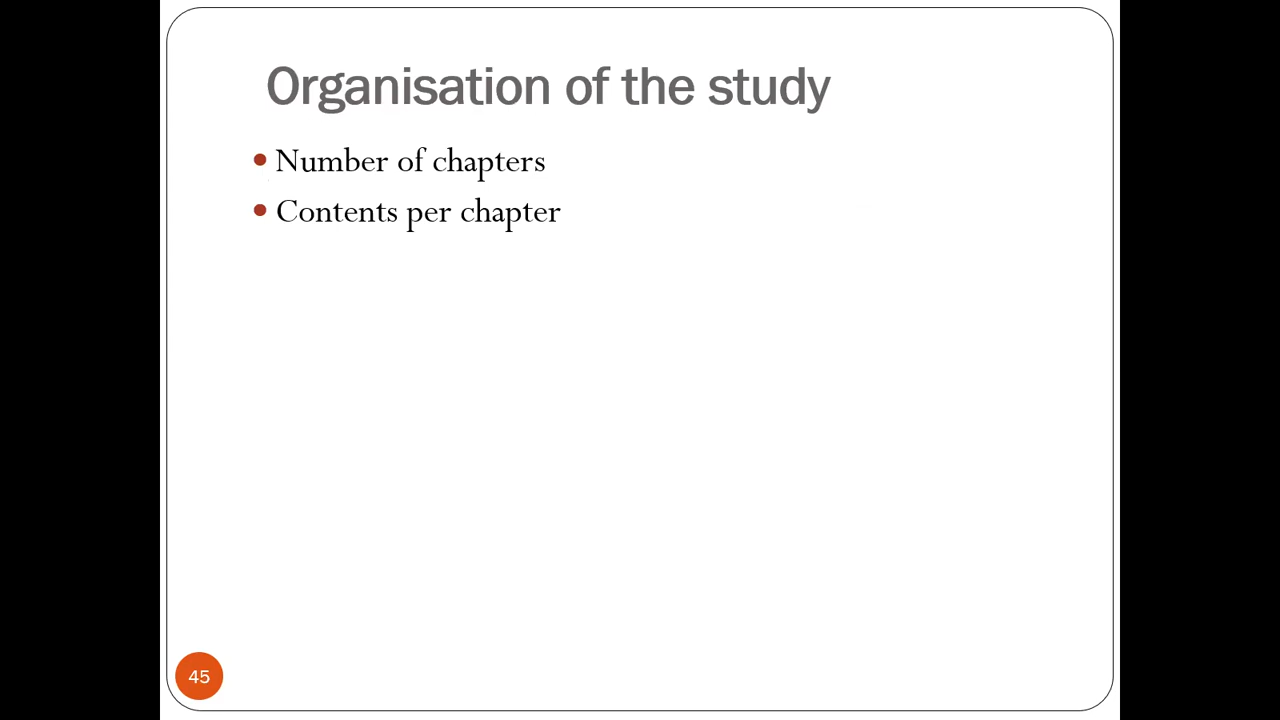 Organisation of the study
Number of chapters
Contents per chapter
45